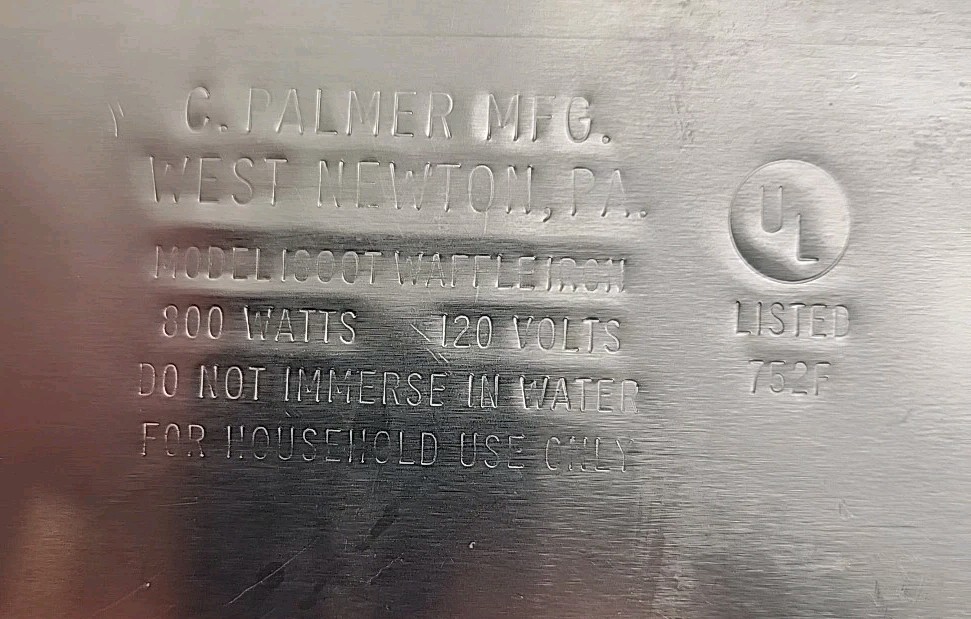 C. PALMER MFG.
WEST NEWTON, PA.
MODEL 1000T WAFFLE IRON
800 WATTS 120 VOLTS
DO NOT IMMERSE IN WATER
FOR HOUSEHOLD USE ONLY
UL
LISTED
752F